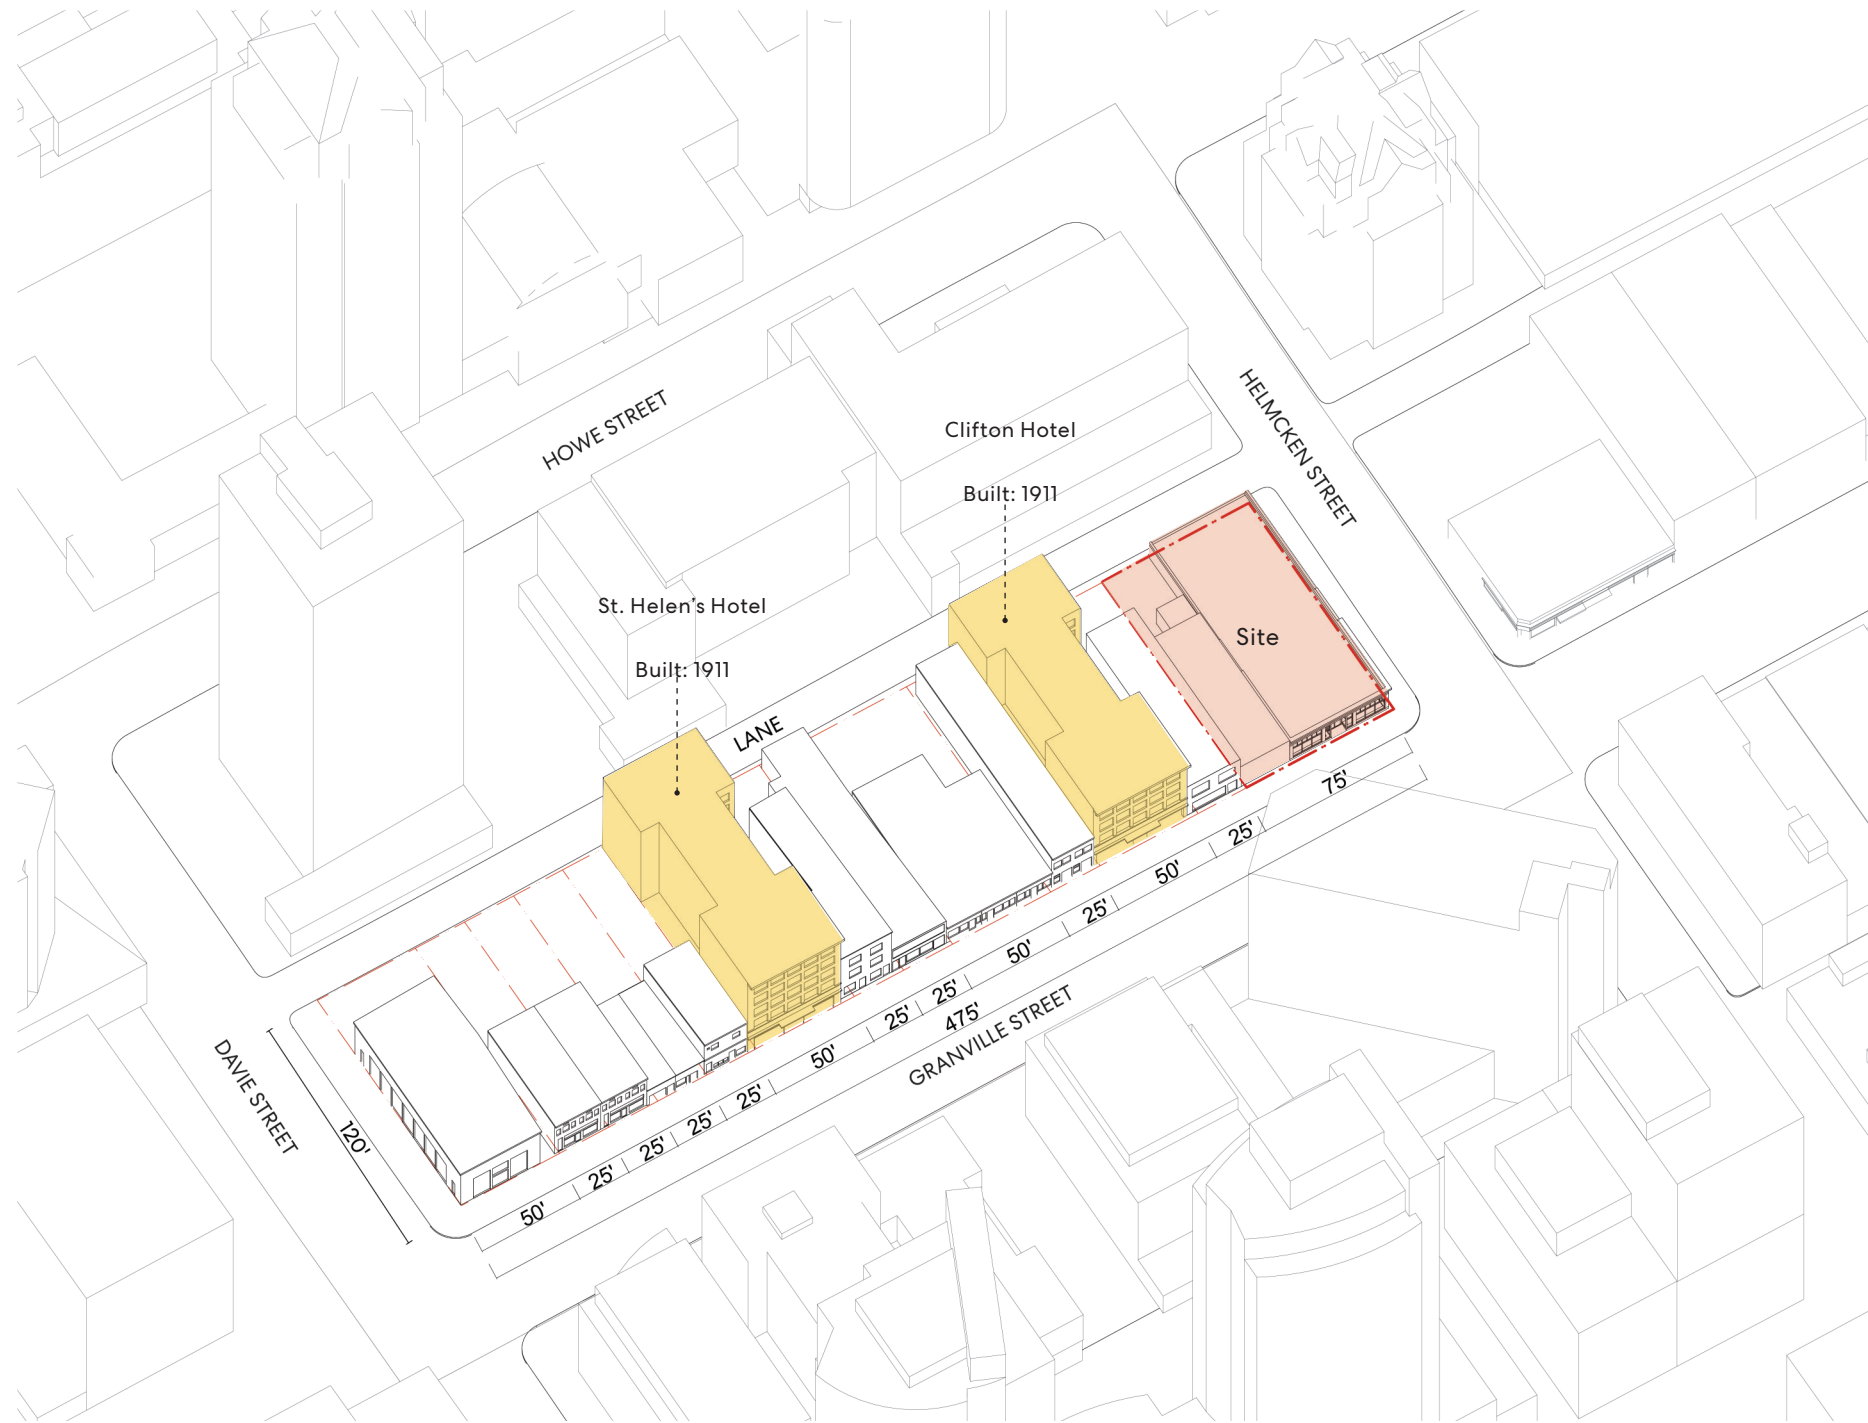 HOWE STREET
HELMCKEN STREET
Clifton Hotel
Built: 1911
St. Helen's Hotel
Built: 1911
Site
LANE
DAVIE STREET
120'
GRANVILLE STREET
475'
50'
25'
25'
25'
25'
50'
25'
25'
50'
25'
50'
25'
75'